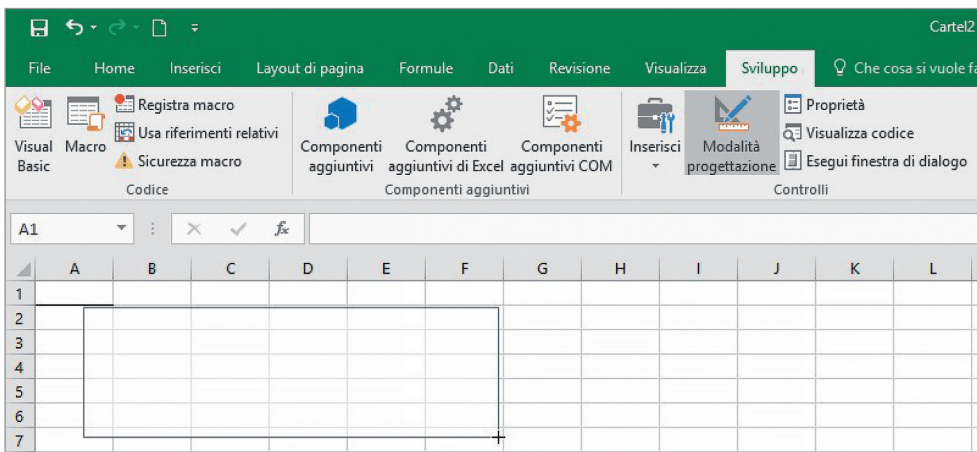 Cartel2
File Home Inserisci Layout di pagina Formule Dati Revisione Visualizza Sviluppo Che cosa si vuole fa
Visual Basic
Macro
Registra macro
Usa riferimenti relativi
Sicurezza macro
Codice
Componenti aggiuntivi
Componenti aggiuntivi di Excel
Componenti aggiuntivi COM
Componenti aggiuntivi
Inserisci
Modalità progettazione
Proprietà
Visualizza codice
Esegui finestra di dialogo
Controlli
A1 fx
A B C D E F G H I J K L
1
2
3
4
5
6
7